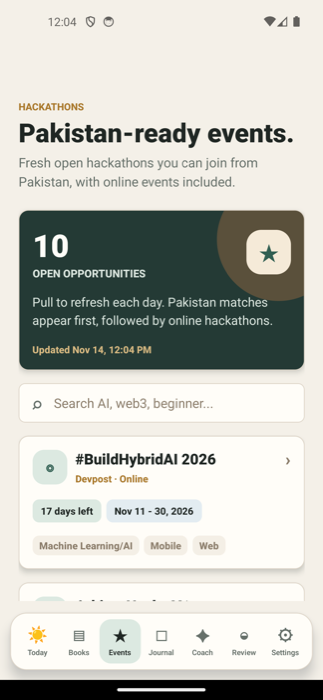 12:04
HACKATHONS
Pakistan-ready events.
Fresh open hackathons you can join from
Pakistan, with online events included.
10
OPEN OPPORTUNITIES
Pull to refresh each day. Pakistan matches
appear first, followed by online hackathons.
Updated Nov 14, 12:04 PM
Search AI, web3, beginner...
#BuildHybridAI 2026
Devpost · Online
17 days left
Nov 11 - 30, 2026
Machine Learning/AI
Mobile
Web
Today
Books
Events
Journal
Coach
Review
Settings